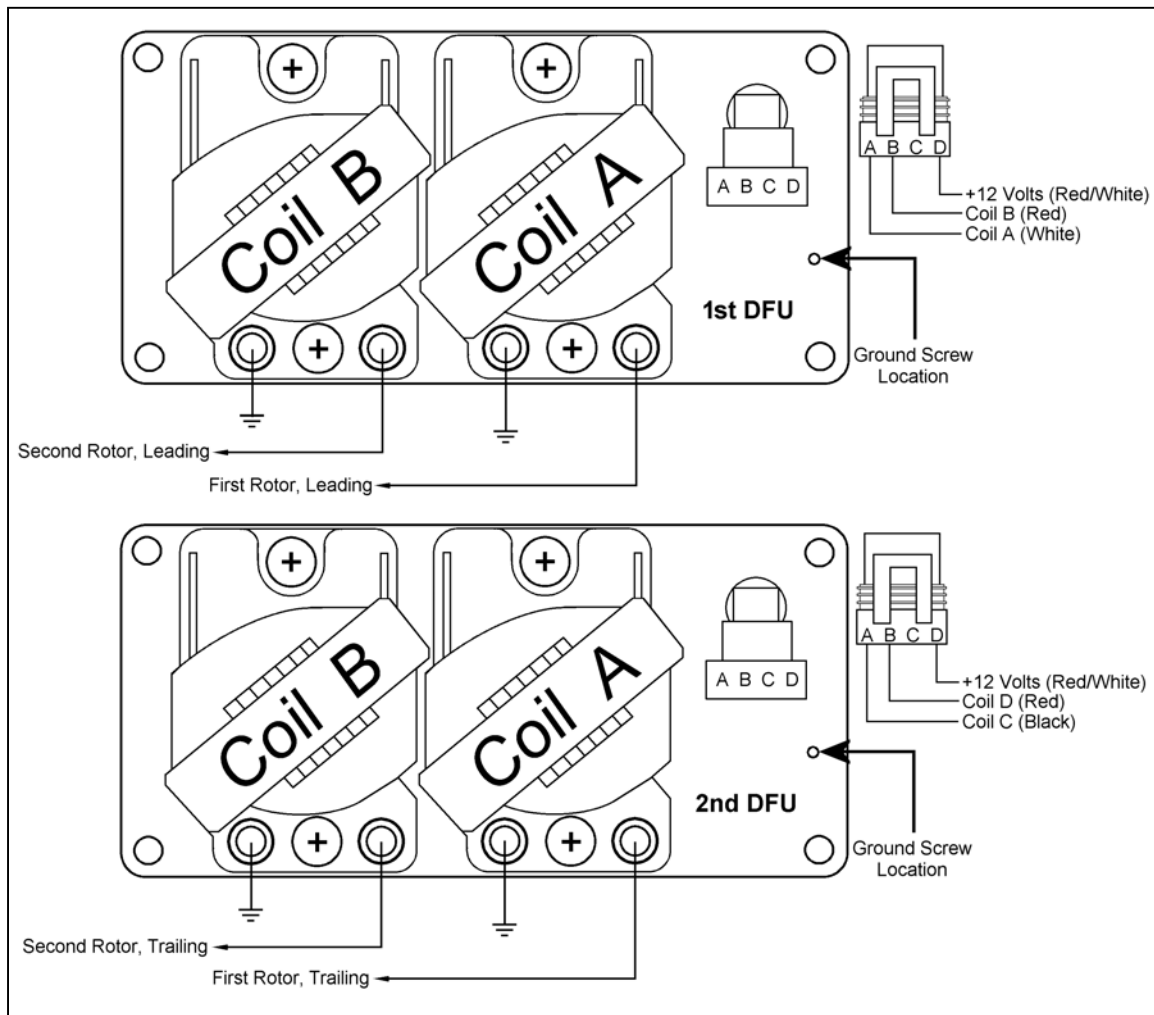 Coil B
Coil A
A B C D
A B C D
+12 Volts (Red/White)
Coil B (Red)
Coil A (White)
1st DFU
Ground Screw
Location
Second Rotor, Leading
First Rotor, Leading
Coil B
Coil A
A B C D
A B C D
+12 Volts (Red/White)
Coil D (Red)
Coil C (Black)
2nd DFU
Ground Screw
Location
Second Rotor, Trailing
First Rotor, Trailing